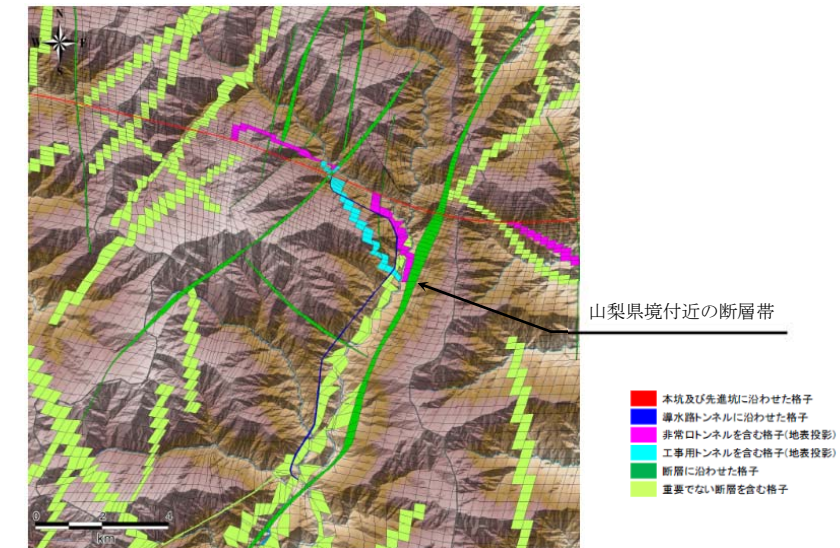 N
W E
S
山梨県境付近の断層帯
本坑及び先進坑に沿わせた格子
導水路トンネルに沿わせた格子
非常口トンネルを含む格子(地表投影)
工事用トンネルを含む格子(地表投影)
断層に沿わせた格子
重要でない断層を含む格子
0 2 4
km